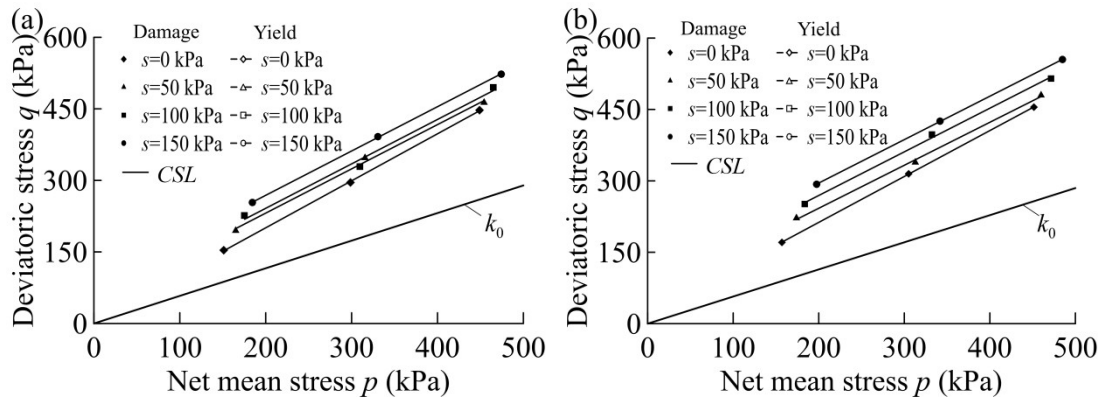 (a)
Deviatoric stress q (kPa)
600
450
300
150
0
Damage Yield
s=0 kPa s=0 kPa
s=50 kPa s=50 kPa
s=100 kPa s=100 kPa
s=150 kPa s=150 kPa
CSL
k₀
0 100 200 300 400 500
Net mean stress p (kPa)
(b)
Deviatoric stress q (kPa)
600
450
300
150
0
Damage Yield
s=0 kPa s=0 kPa
s=50 kPa s=50 kPa
s=100 kPa s=100 kPa
s=150 kPa s=150 kPa
CSL
k₀
0 100 200 300 400 500
Net mean stress p (kPa)